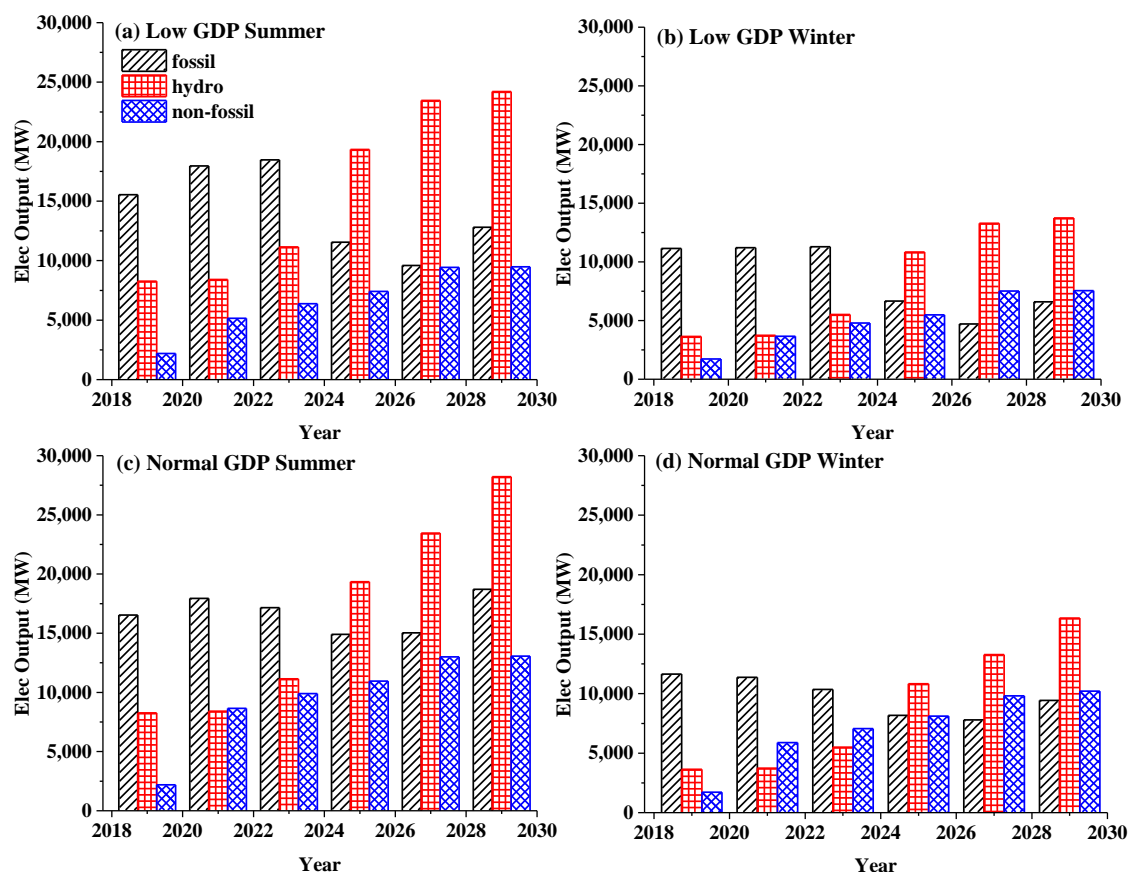 (a) Low GDP Summer
fossil
hydro
non-fossil
30,000
25,000
20,000
15,000
10,000
5,000
0
Elec Output (MW)
2018 2020 2022 2024 2026 2028 2030
Year
(b) Low GDP Winter
30,000
25,000
20,000
15,000
10,000
5,000
0
Elec Output (MW)
2018 2020 2022 2024 2026 2028 2030
Year
(c) Normal GDP Summer
30,000
25,000
20,000
15,000
10,000
5,000
0
Elec Output (MW)
2018 2020 2022 2024 2026 2028 2030
Year
(d) Normal GDP Winter
30,000
25,000
20,000
15,000
10,000
5,000
0
Elec Output (MW)
2018 2020 2022 2024 2026 2028 2030
Year